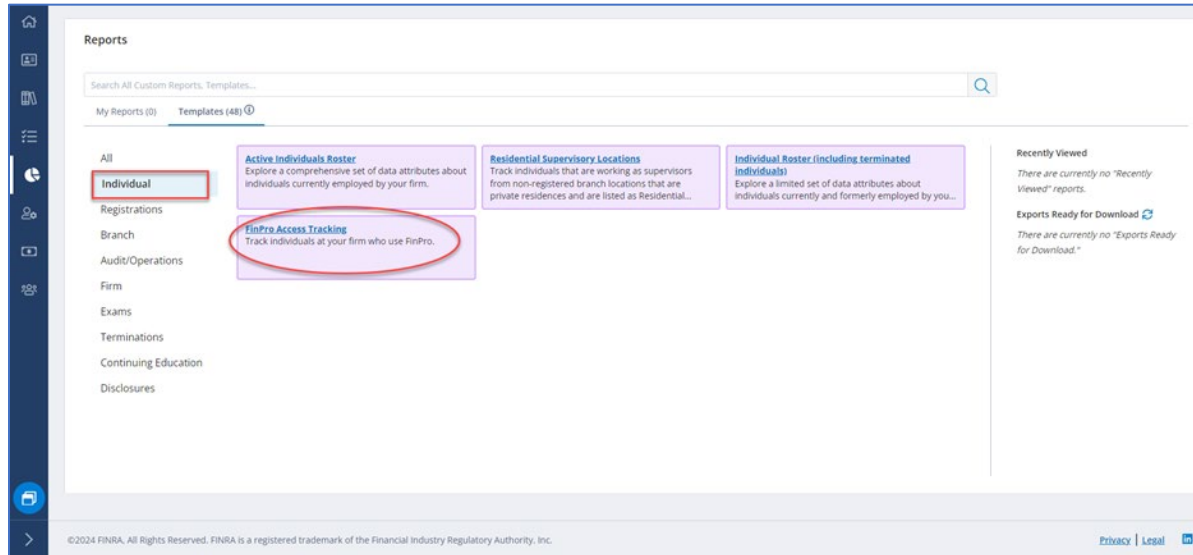 Reports
Search All Custom Reports, Templates...
My Reports (0)
Templates (48)
All
Individual
Registrations
Branch
Audit/Operations
Firm
Exams
Terminations
Continuing Education
Disclosures
Active Individuals Roster
Explore a comprehensive set of data attributes about
individuals currently employed by your firm.
Residential Supervisory Locations
Track individuals that are working as supervisors
from non-registered branch locations that are
private residences and are listed as Residential...
Individual Roster (including terminated
individuals)
Explore a limited set of data attributes about
individuals currently and formerly employed by you...
FinPro Access Tracking
Track individuals at your firm who use FinPro.
Recently Viewed
There are currently no "Recently
Viewed" reports.
Exports Ready for Download
There are currently no "Exports Ready
for Download."
©2024 FINRA, All Rights Reserved. FINRA is a registered trademark of the Financial Industry Regulatory Authority, Inc.
Privacy | Legal
in